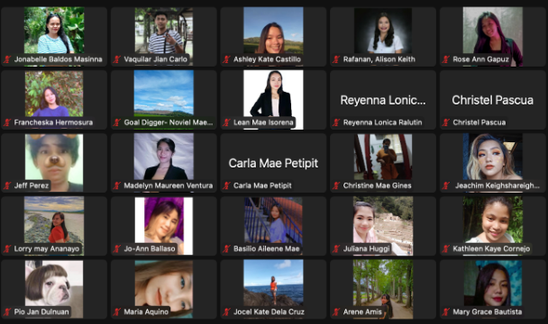 Jonabelle Baldos Masinna
Vaquilar Jian Carlo
Ashley Kate Castillo
Rafanan, Alison Keith
Rose Ann Gapuz
Francheska Hermosura
Goal Digger- Noviel Mae...
Lean Mae Isorena
Reyenna Lonic...
Reyenna Lonica Ralutin
Christel Pascua
Christel Pascua
Jeff Perez
Madelyn Maureen Ventura
Carla Mae Petipit
Carla Mae Petipit
Christine Mae Gines
Jeachim Keighshareigh...
Lorry may Ananayo
Jo-Ann Ballaso
Basilio Aileene Mae
Juliana Huggi
Kathleen Kaye Cornejo
Pio Jan Dulnuan
Maria Aquino
Jocel Kate Dela Cruz
Arene Amis
Mary Grace Bautista